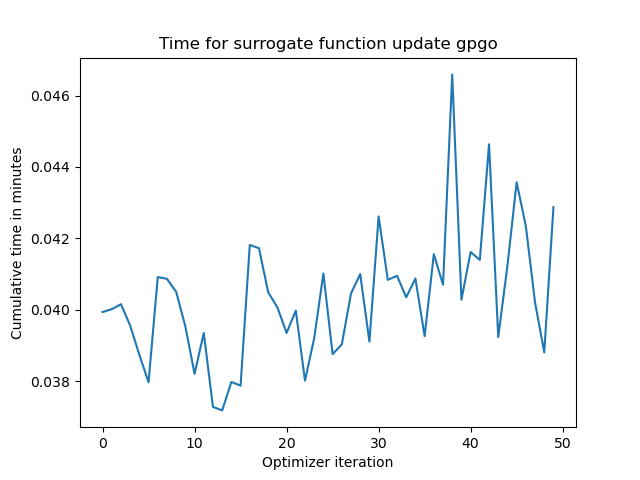 Time for surrogate function update gpgo
Cumulative time in minutes
0.046
0.044
0.042
0.040
0.038
0 10 20 30 40 50
Optimizer iteration